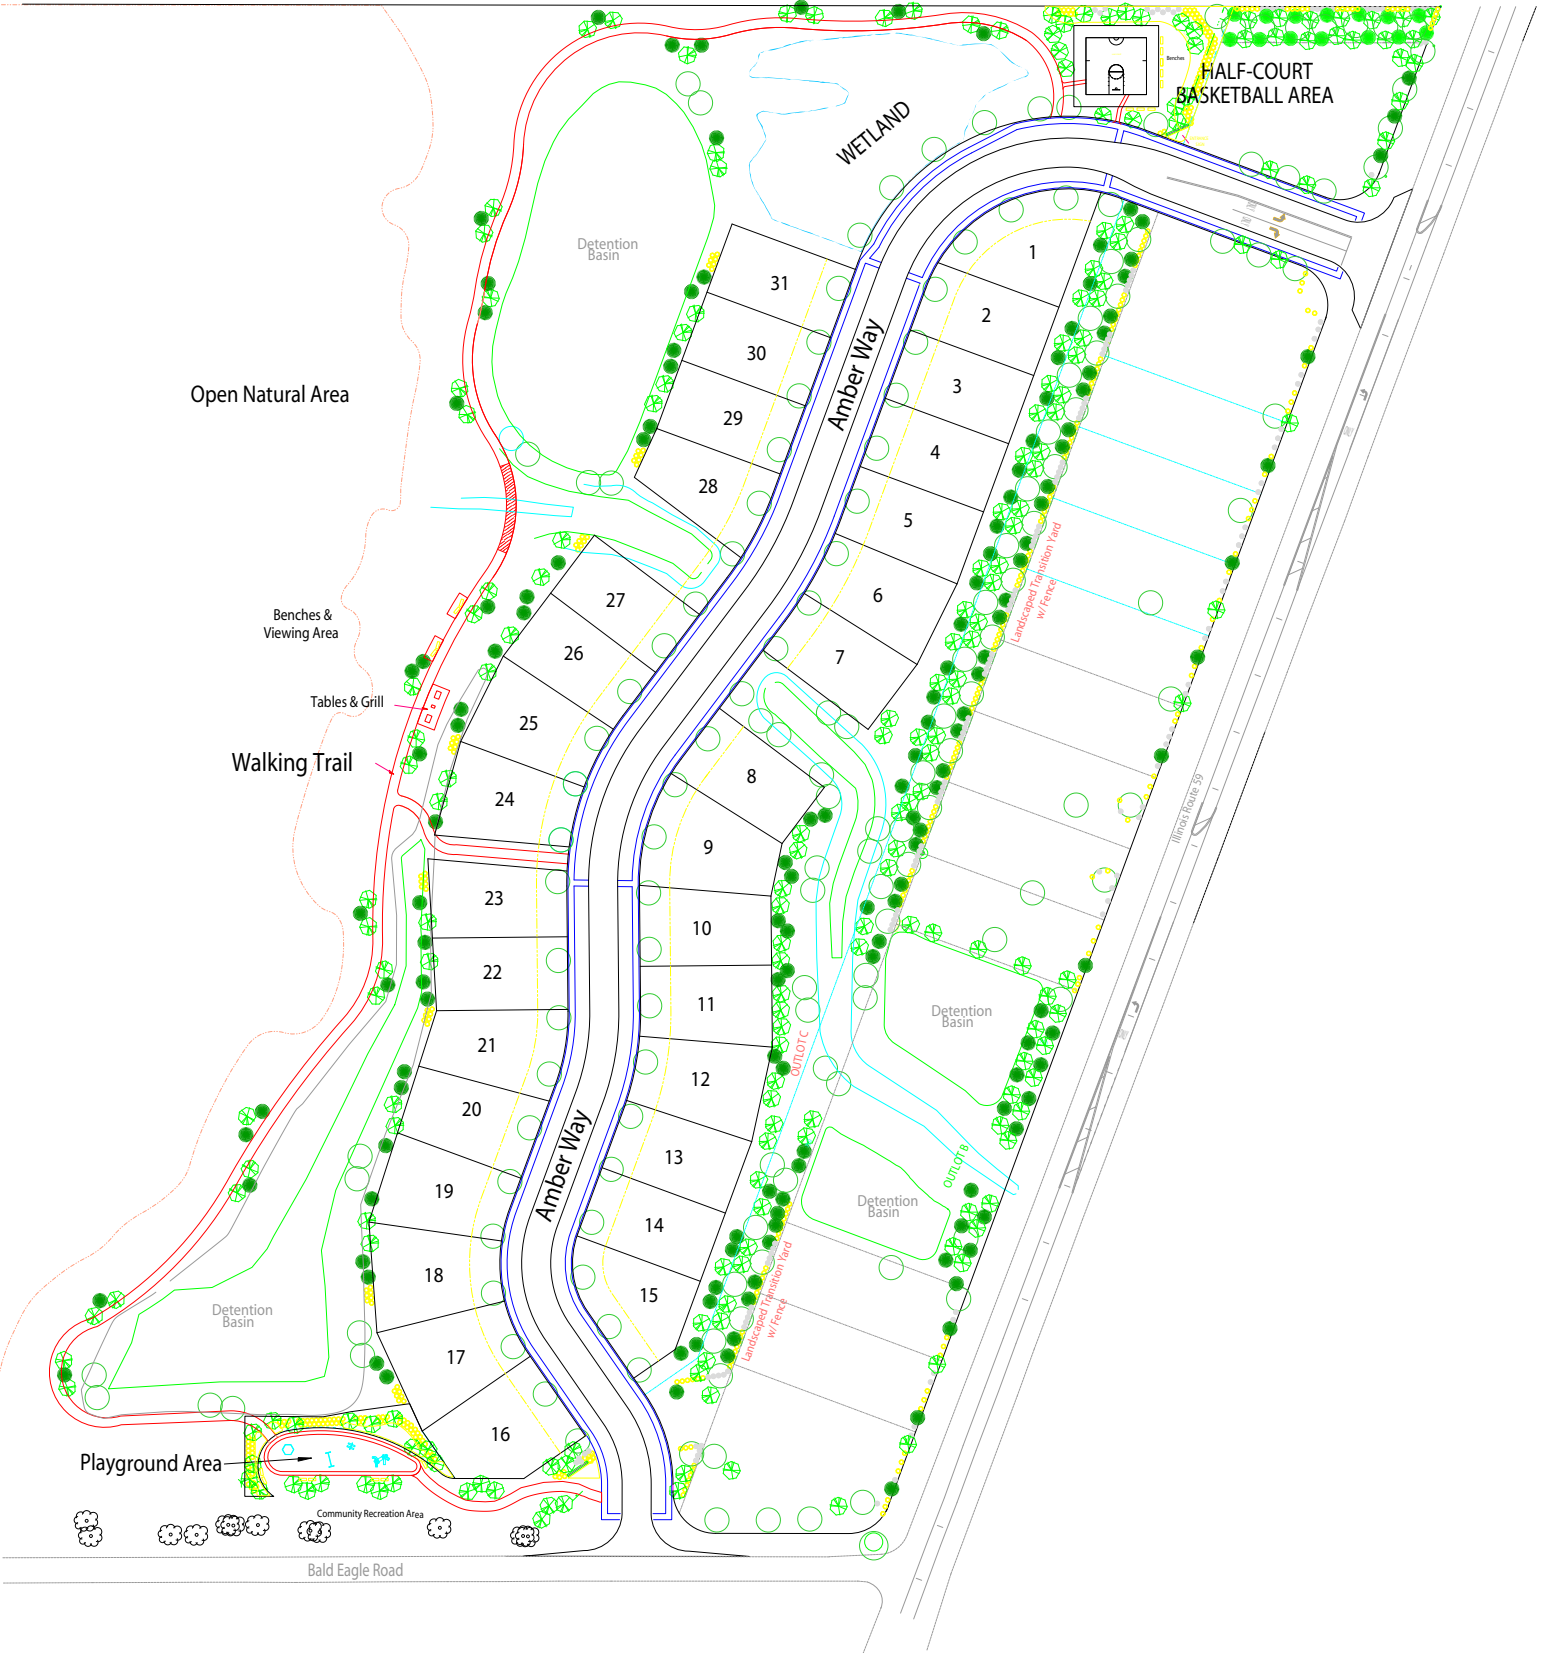 HALF-COURT
BASKETBALL AREA
Benches
WETLAND
Detention
Basin
Open Natural Area
Amber Way
31
30
29
28
1
2
3
4
5
6
7
Landscaped Transition Yard
w/ Fence
Benches &
Viewing Area
Tables & Grill
Walking Trail
27
26
25
24
23
22
21
20
19
18
17
16
8
9
10
11
12
13
14
15
Illinois Route 59
Detention
Basin
OUTLOT C
OUTLOT B
Detention
Basin
Amber Way
Landscaped Transition Yard
w/ Fence
Detention
Basin
Playground Area
Community Recreation Area
Bald Eagle Road